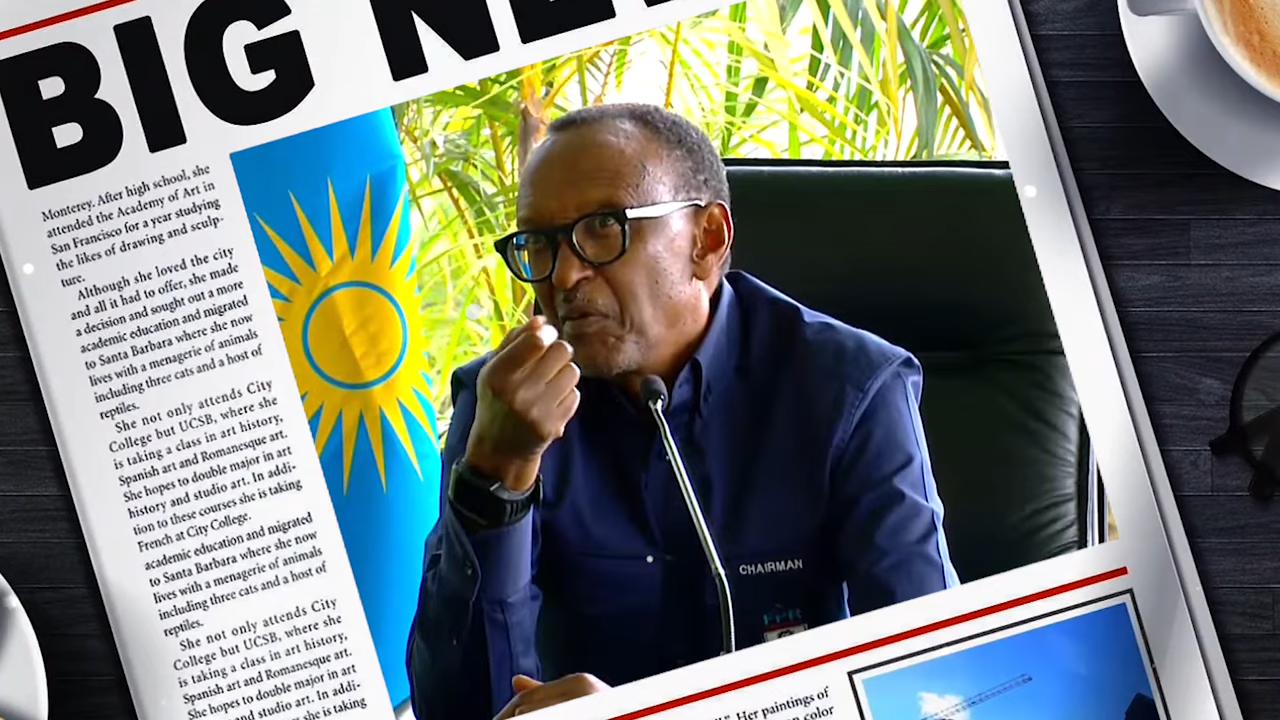 BIG NE
Monterey. After high school, she
attended the Academy of Art in
San Francisco for a year studying
the likes of drawing and sculp-
ture.
Although she loved the city
and all it had to offer, she made
a decision and sought out a more
academic education and migrated
to Santa Barbara where she now
lives with a menagerie of animals
including three cats and a host of
reptiles.
She not only attends City
College but UCSB, where she
is taking a class in art history,
Spanish art and Romanesque art.
She hopes to double major in art
history and studio art. In addi-
tion to these courses she is taking
French at City College.
academic education and migrated
to Santa Barbara where she now
lives with a menagerie of animals
including three cats and a host of
reptiles.
She not only attends City
College but UCSB, where she
is taking a class in art history,
Spanish art and Romanesque art.
She hopes to double major in art
history and studio art. In addi-
she is taking
CHAIRMAN
FPR
Her paintings of
color